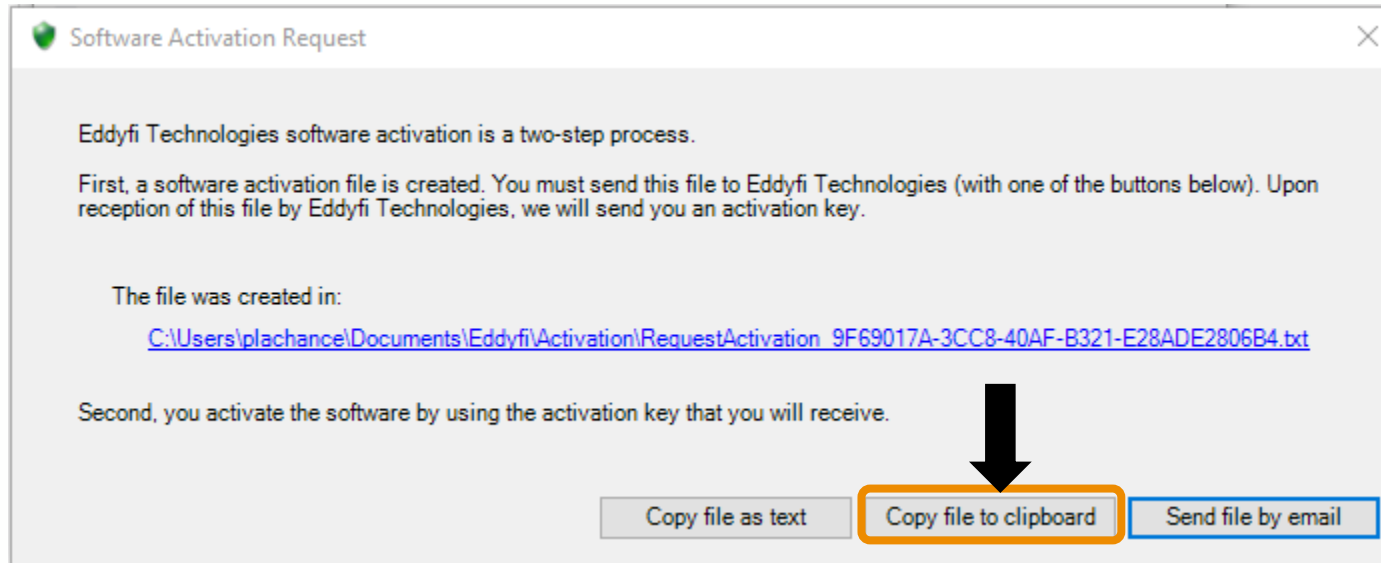 Software Activation Request
Eddyfi Technologies software activation is a two-step process.
First, a software activation file is created. You must send this file to Eddyfi Technologies (with one of the buttons below). Upon
reception of this file by Eddyfi Technologies, we will send you an activation key.
The file was created in:
C:\Users\plachance\Documents\Eddyfi\Activation\RequestActivation_9F69017A-3CC8-40AF-B321-E28ADE2806B4.txt
Second, you activate the software by using the activation key that you will receive.
Copy file as text Copy file to clipboard Send file by email